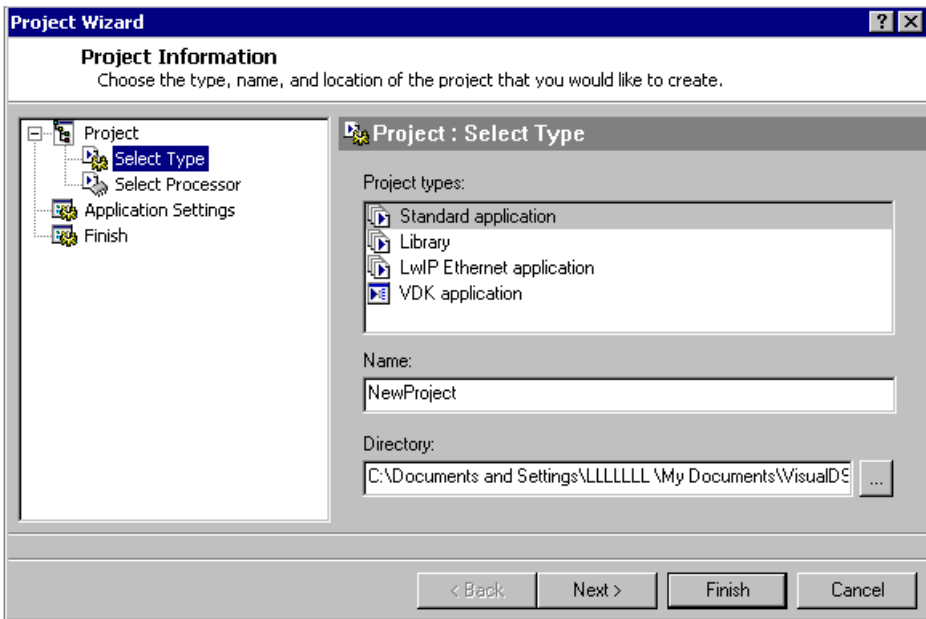 Project Wizard
Project Information
Choose the type, name, and location of the project that you would like to create.
Project
Select Type
Select Processor
Application Settings
Finish
Project : Select Type
Project types:
Standard application
Library
LwIP Ethernet application
VDK application
Name:
NewProject
Directory:
C:\Documents and Settings\LLLLLLL \My Documents\VisualDS
...
< Back
Next >
Finish
Cancel